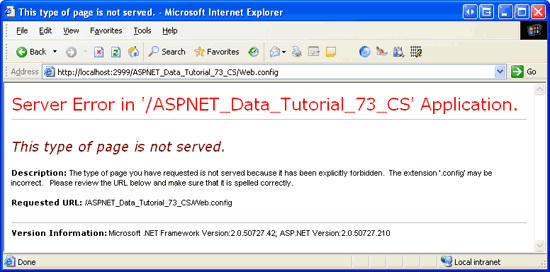 This type of page is not served. - Microsoft Internet Explorer
File Edit View Favorites Tools Help
Back Search Favorites
Address http://localhost:2999/ASPNET_Data_Tutorial_73_CS/Web.config Go Links
Server Error in '/ASPNET_Data_Tutorial_73_CS' Application.
This type of page is not served.
Description: The type of page you have requested is not served because it has been explicitly forbidden. The extension '.config' may be
incorrect. Please review the URL below and make sure that it is spelled correctly.
Requested URL: /ASPNET_Data_Tutorial_73_CS/Web.config
Version Information: Microsoft .NET Framework Version:2.0.50727.42; ASP.NET Version:2.0.50727.210
Done Local intranet